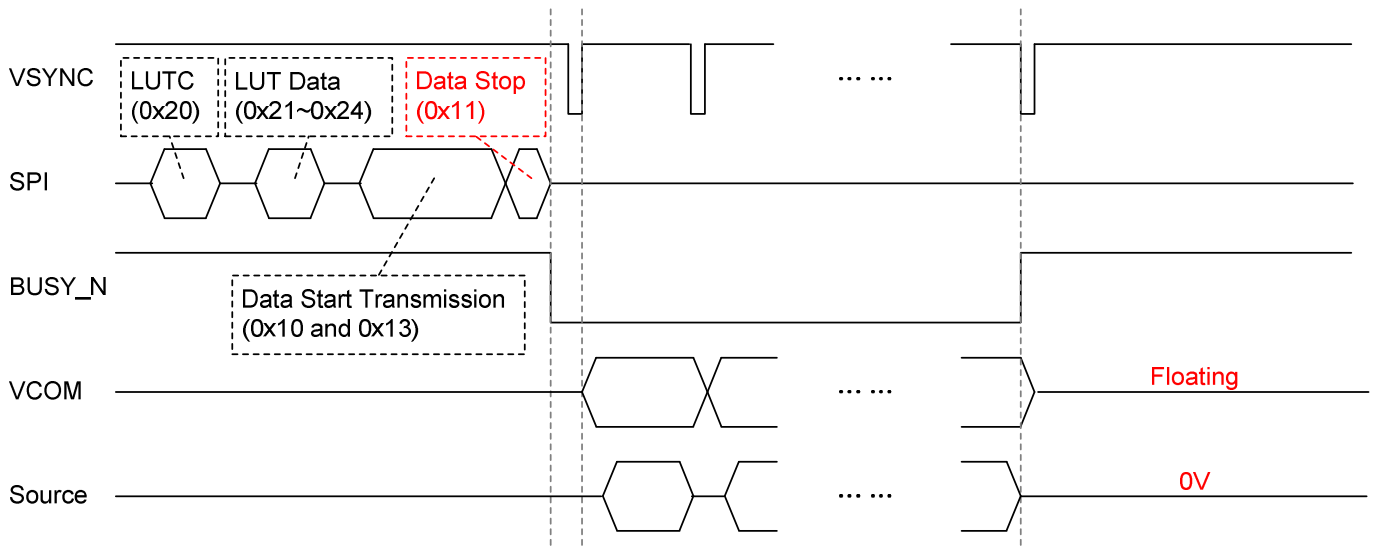 VSYNC
LUTC
(0x20)
LUT Data
(0x21~0x24)
Data Stop
(0x11)
... ...
SPI
BUSY_N
Data Start Transmission
(0x10 and 0x13)
VCOM
... ...
Floating
Source
... ...
0V